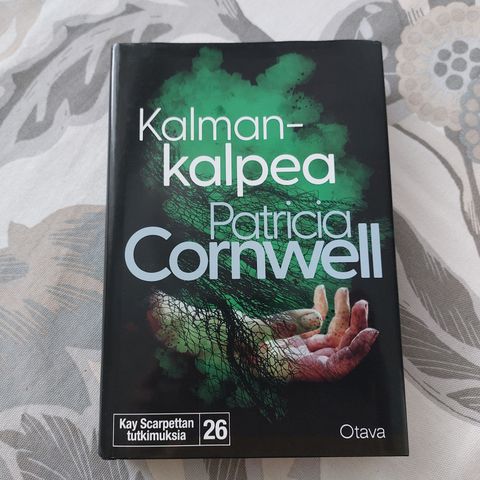 Kalman-
kalpea
Patricia
Cornwell
Kay Scarpettan
tutkimuksia
26
Otava